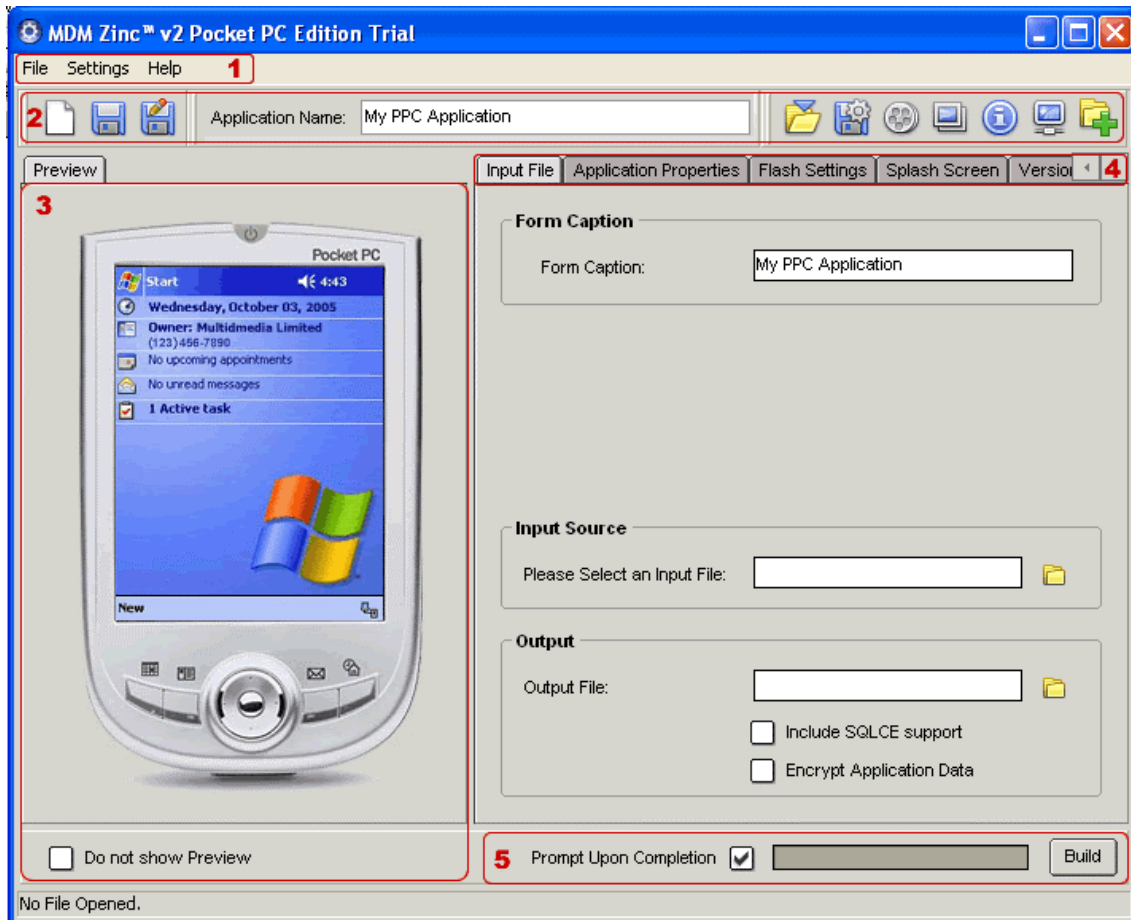 MDM Zinc™ v2 Pocket PC Edition Trial
File Settings Help 1
2 Application Name: My PPC Application
Preview
Input File Application Properties Flash Settings Splash Screen Versio 4
3
Pocket PC
Start 4:43
Wednesday, October 03, 2005
Owner: Multidmedia Limited
(123)456-7890
No upcoming appointments
No unread messages
1 Active task
New
Form Caption
Form Caption: My PPC Application
Input Source
Please Select an Input File:
Output
Output File:
Include SQLCE support
Encrypt Application Data
Do not show Preview
5 Prompt Upon Completion Build
No File Opened.